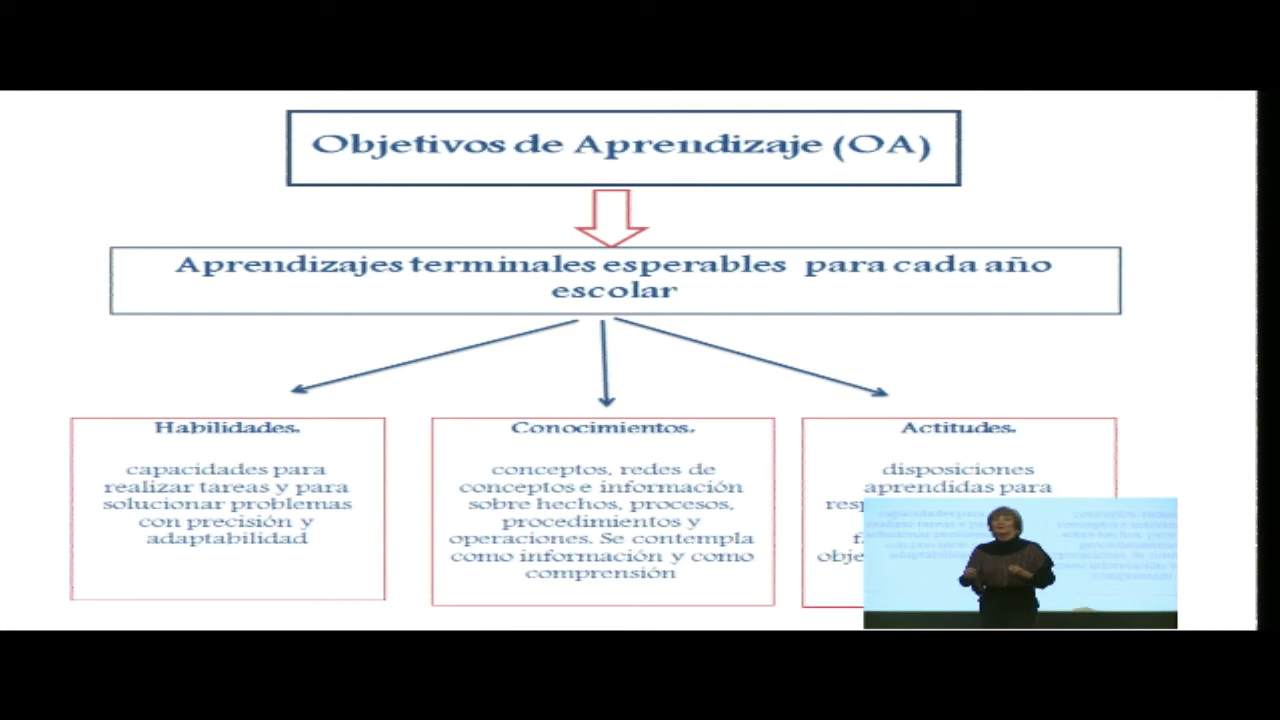 Objetivos de Aprendizaje (OA)
Aprendizajes terminales esperables para cada año
escolar
Habilidades.
capacidades para
realizar tareas y para
solucionar problemas
con precisión y
adaptabilidad
Conocimientos.
conceptos, redes de
conceptos e información
sobre hechos, procesos,
procedimientos y
operaciones. Se contempla
como información y como
comprensión
Actitudes.
disposiciones
aprendidas para